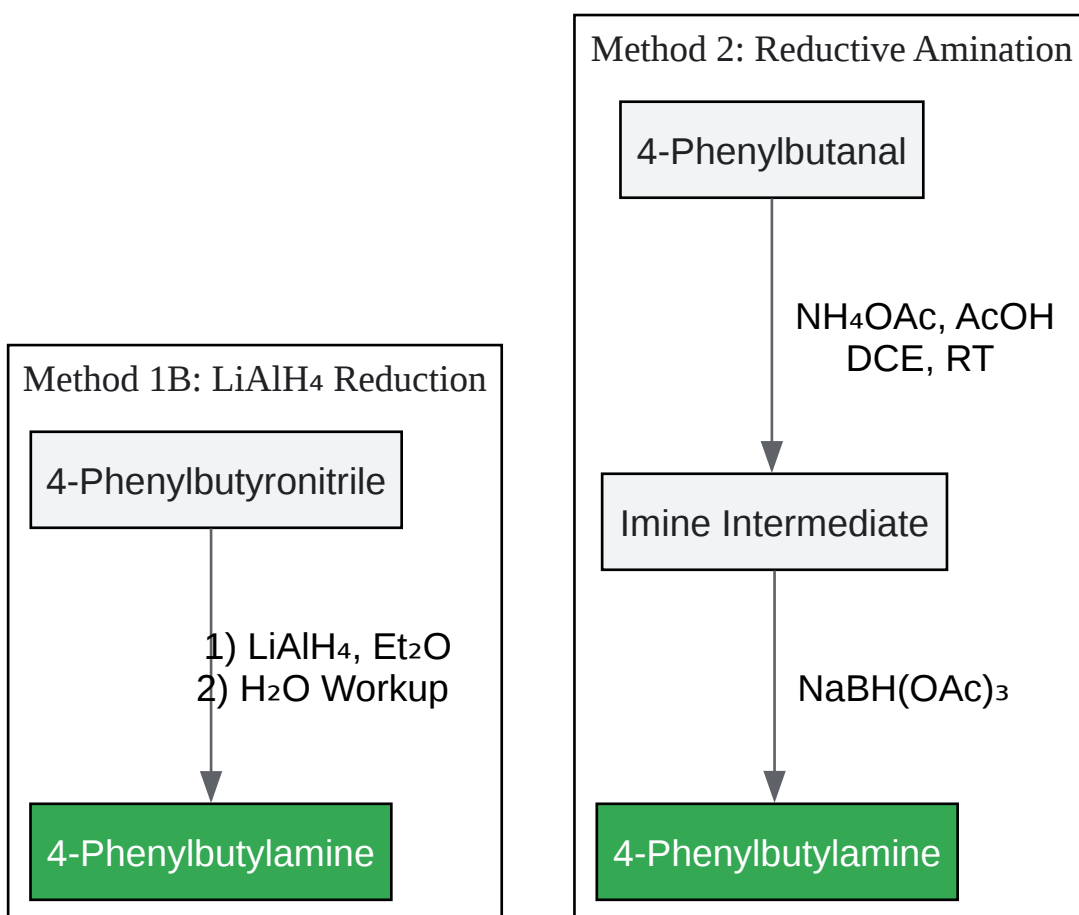 Method 1B: LiAlH₄ Reduction
4-Phenylbutyronitrile
1) LiAlH₄, Et₂O
2) H₂O Workup
4-Phenylbutylamine
Method 2: Reductive Amination
4-Phenylbutanal
NH₄OAc, AcOH
DCE, RT
Imine Intermediate
NaBH(OAc)₃
4-Phenylbutylamine